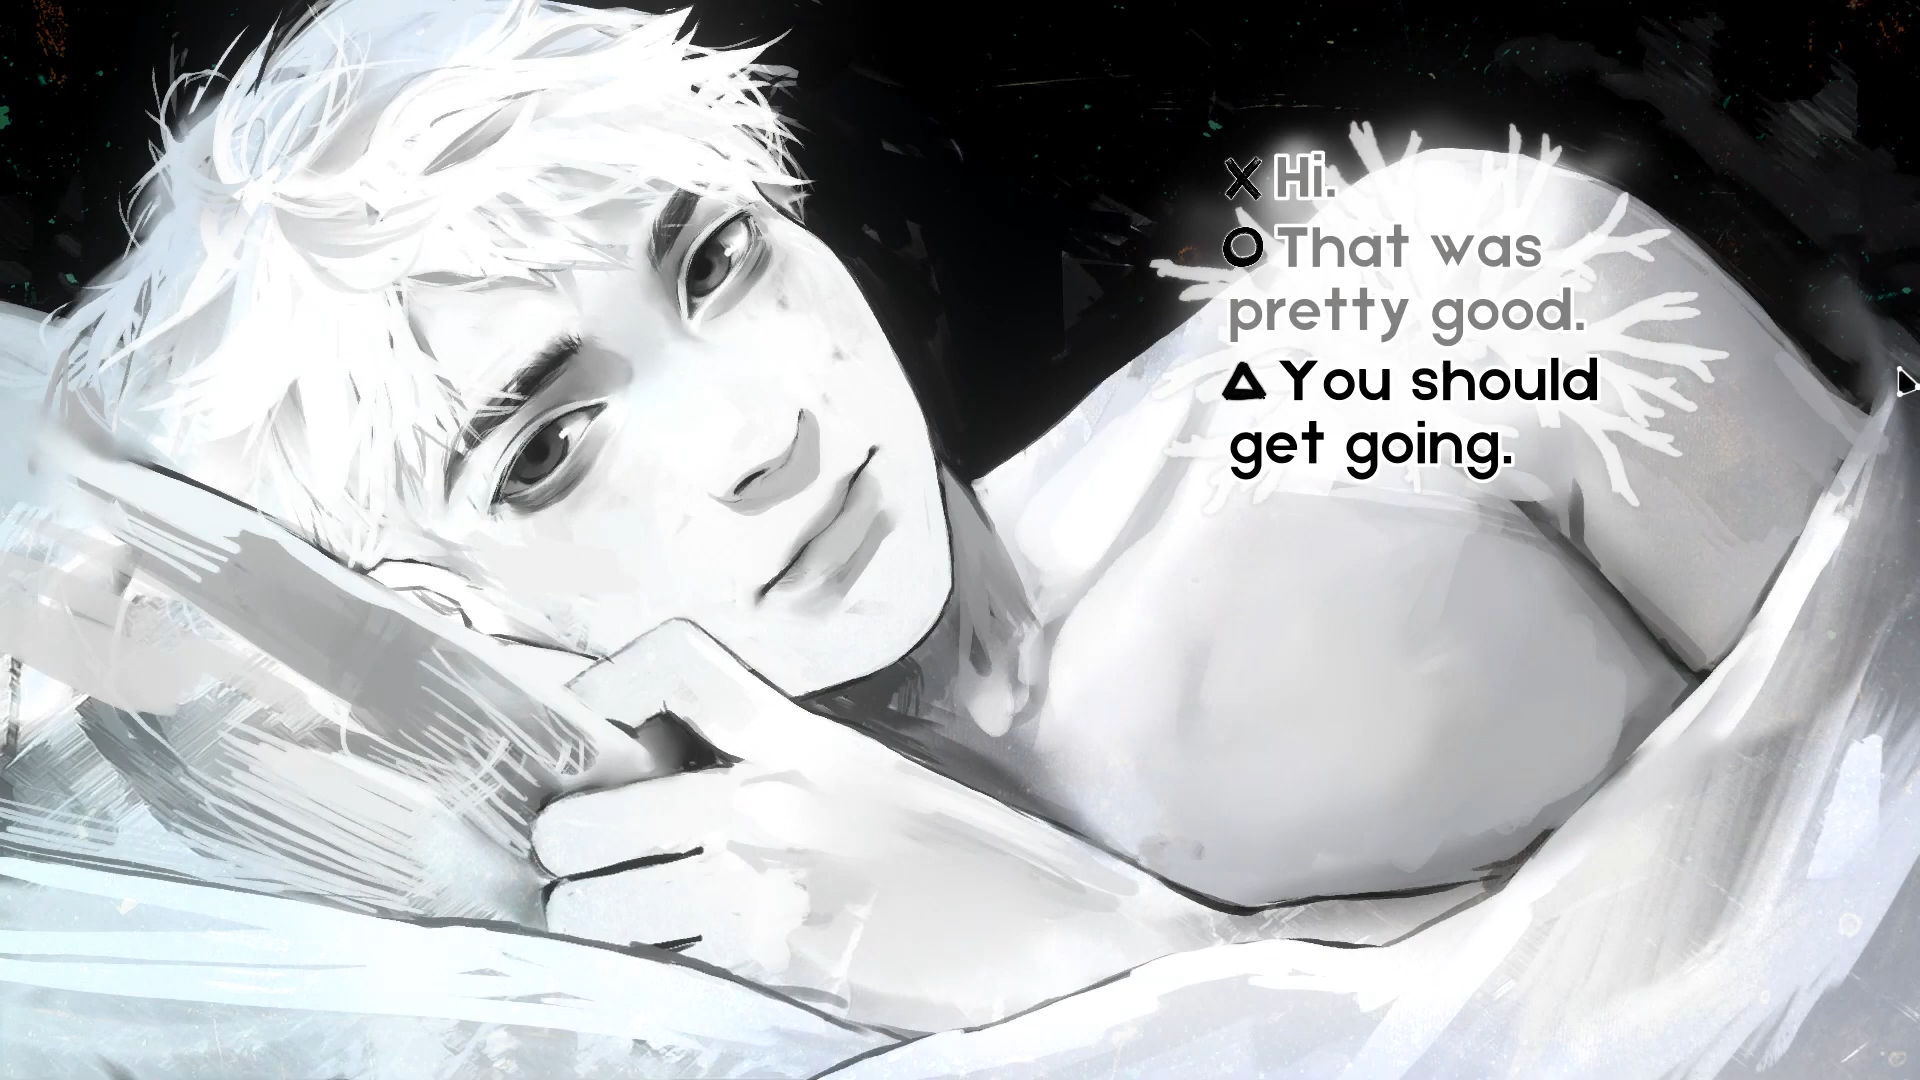 X Hi.
O That was
pretty good.
△ You should
get going.